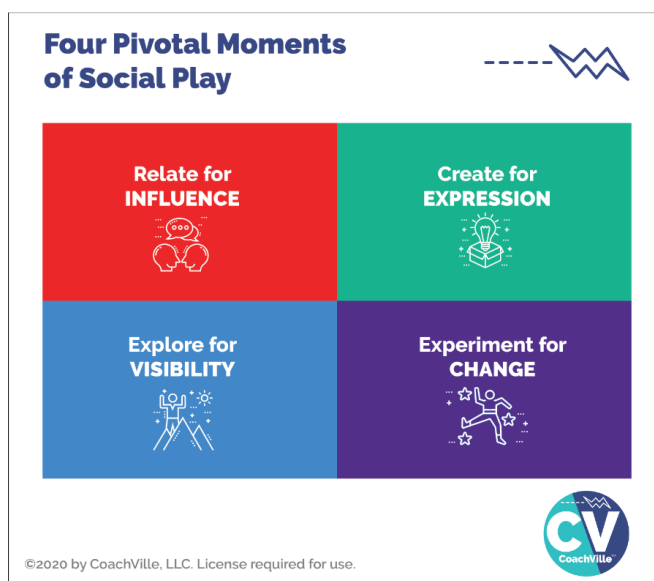 Four Pivotal Moments
of Social Play
Relate for
INFLUENCE
Create for
EXPRESSION
Explore for
VISIBILITY
Experiment for
CHANGE
CV
CoachVille
©2020 by CoachVille, LLC. License required for use.